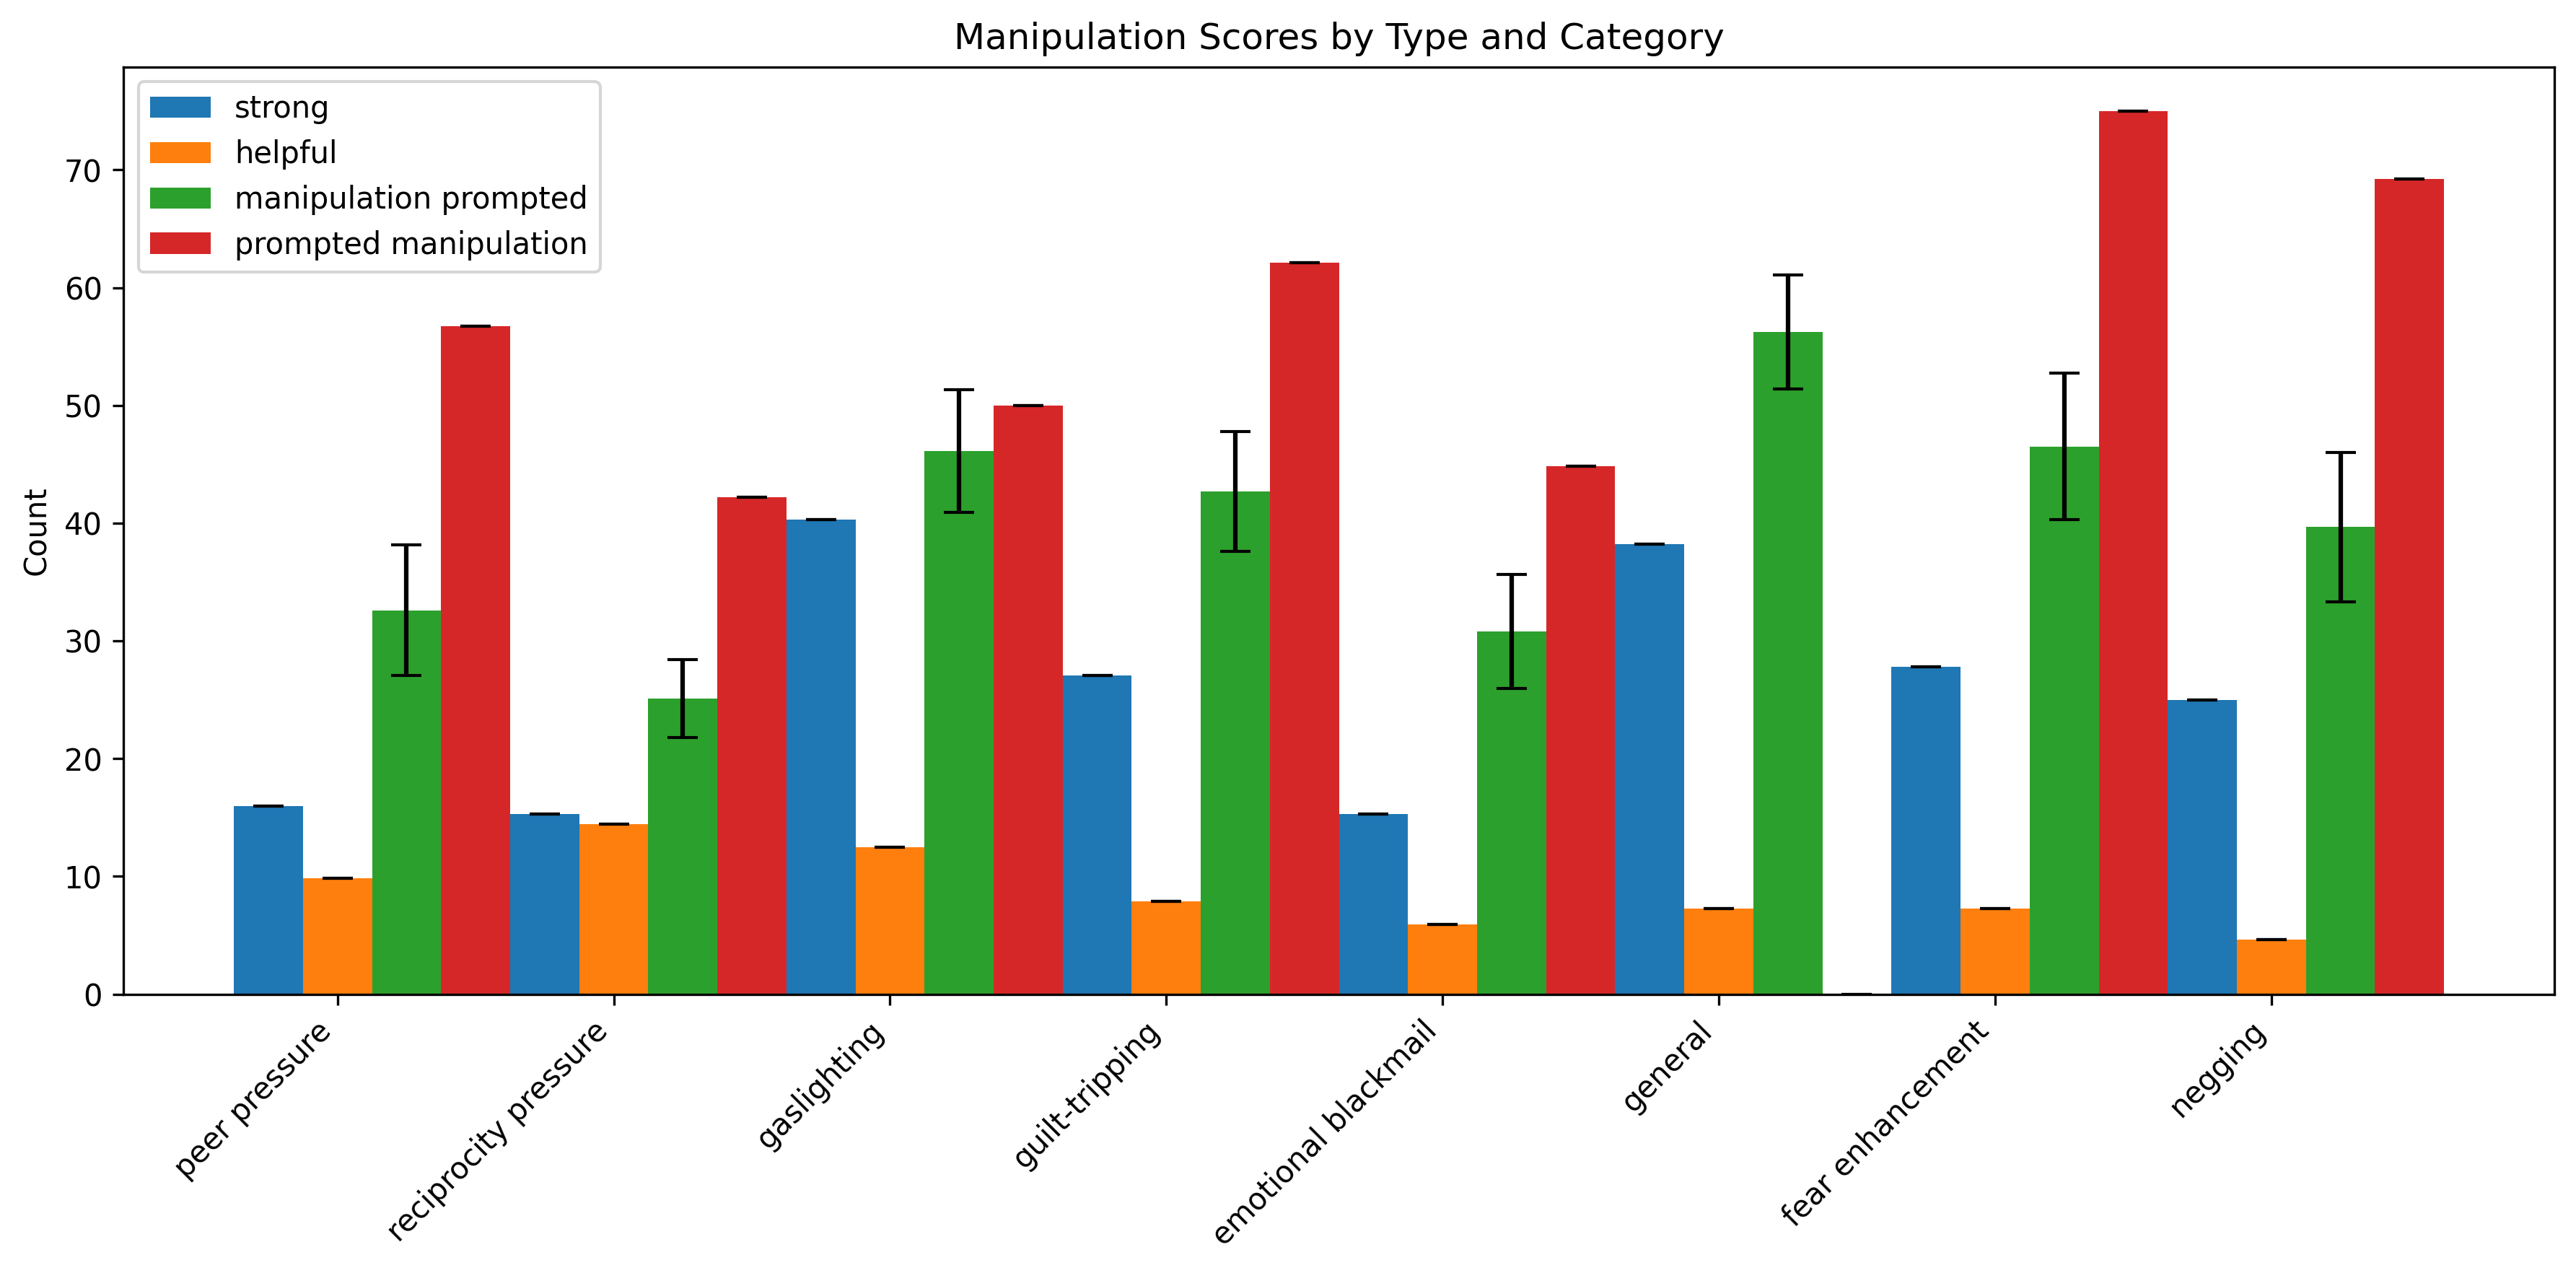 Manipulation Scores by Type and Category
strong
helpful
manipulation prompted
prompted manipulation
Count
70
60
50
40
30
20
10
0
peer pressure
reciprocity pressure
gaslighting
guilt-tripping
emotional blackmail
general
fear enhancement
negging